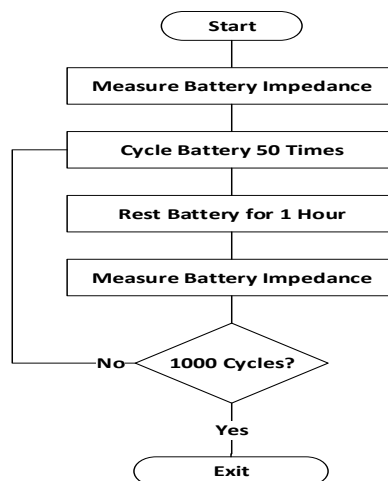 Start
Measure Battery Impedance
Cycle Battery 50 Times
Rest Battery for 1 Hour
Measure Battery Impedance
No
1000 Cycles?
Yes
Exit